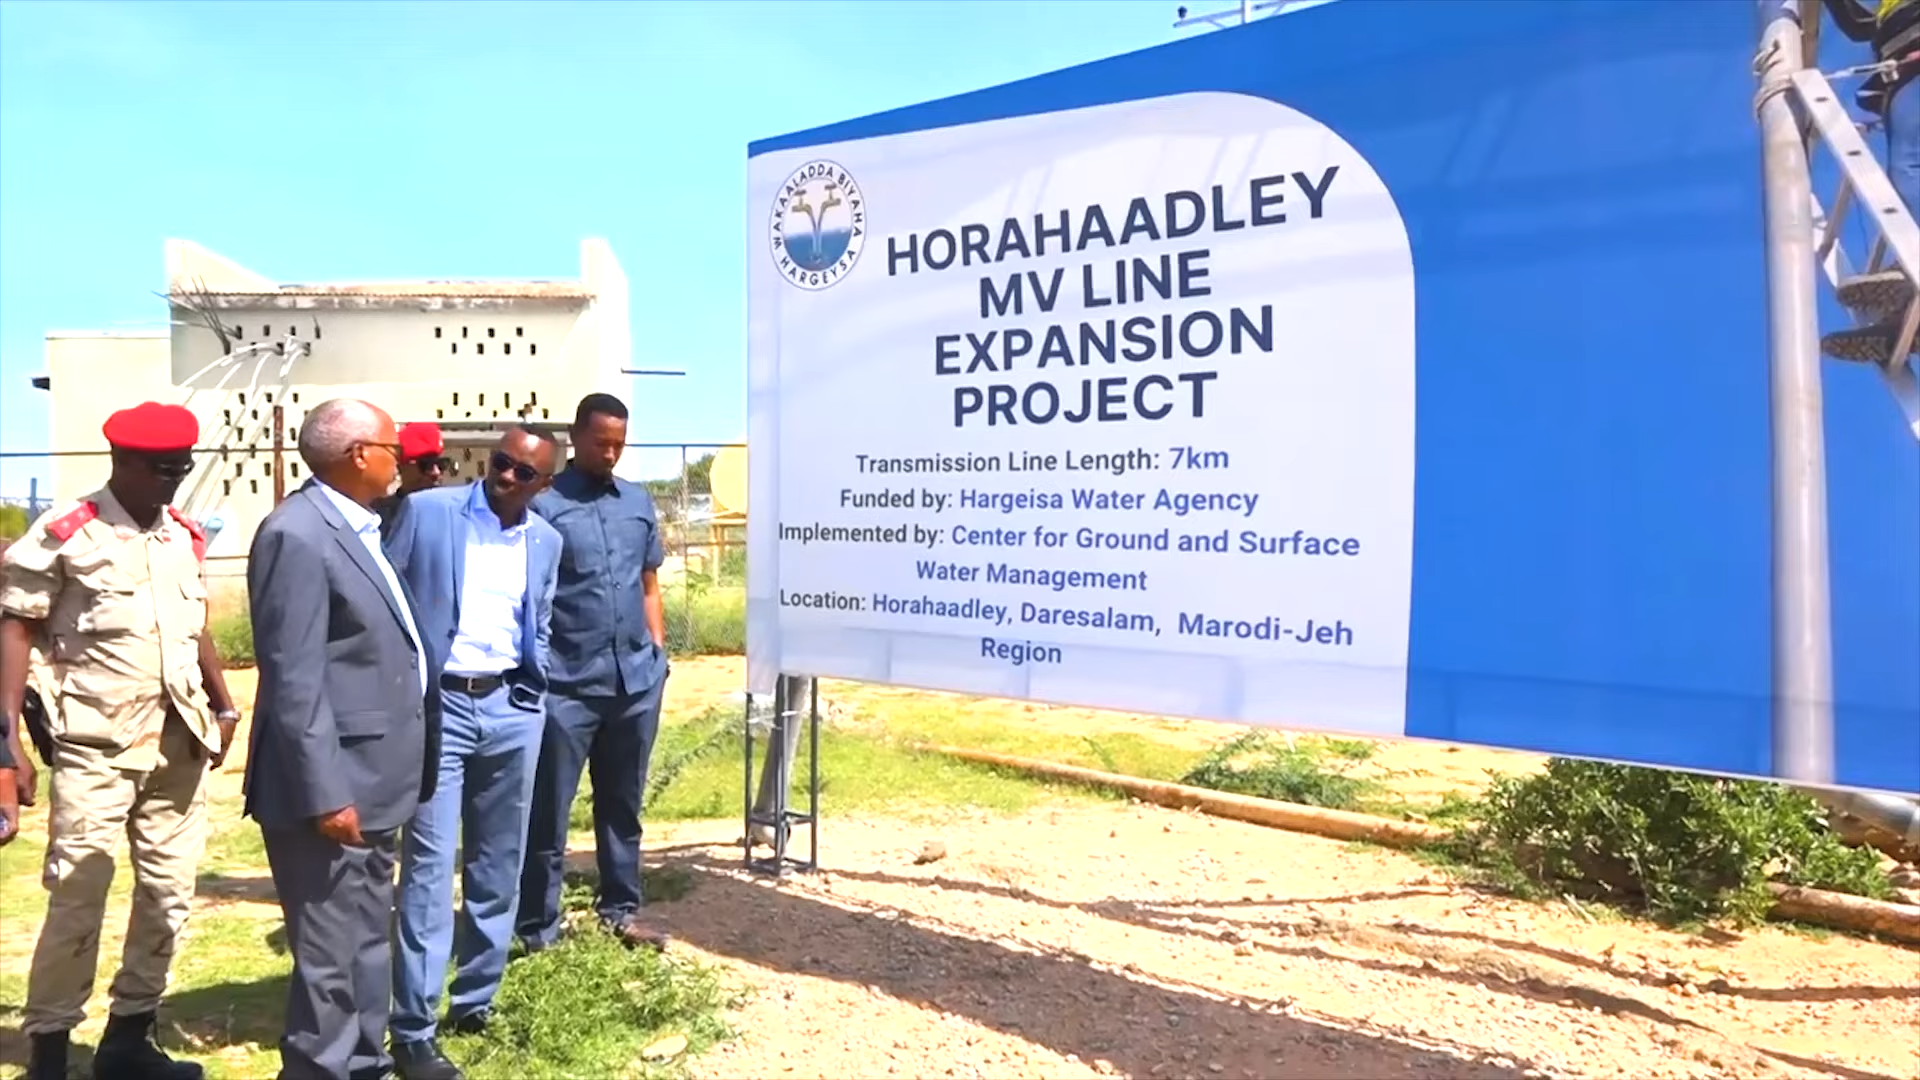 WAKAALADDA BIYAHA
HARGEYSA
HORAHAADLEY
MV LINE
EXPANSION
PROJECT
Transmission Line Length: 7km
Funded by: Hargeisa Water Agency
Implemented by: Center for Ground and Surface
Water Management
Location: Horahaadley, Daresalam, Marodi-Jeh
Region